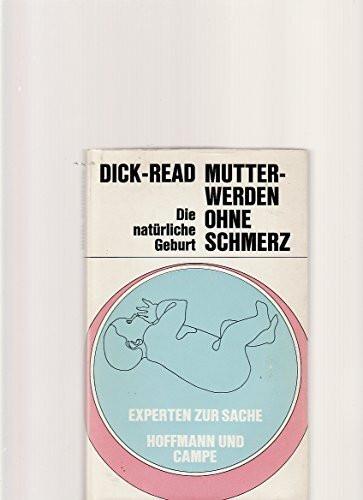 DICK-READ
Die
natürliche
Geburt
MUTTER-
WERDEN
OHNE
SCHMERZ
EXPERTEN ZUR SACHE
HOFFMANN UND
CAMPE